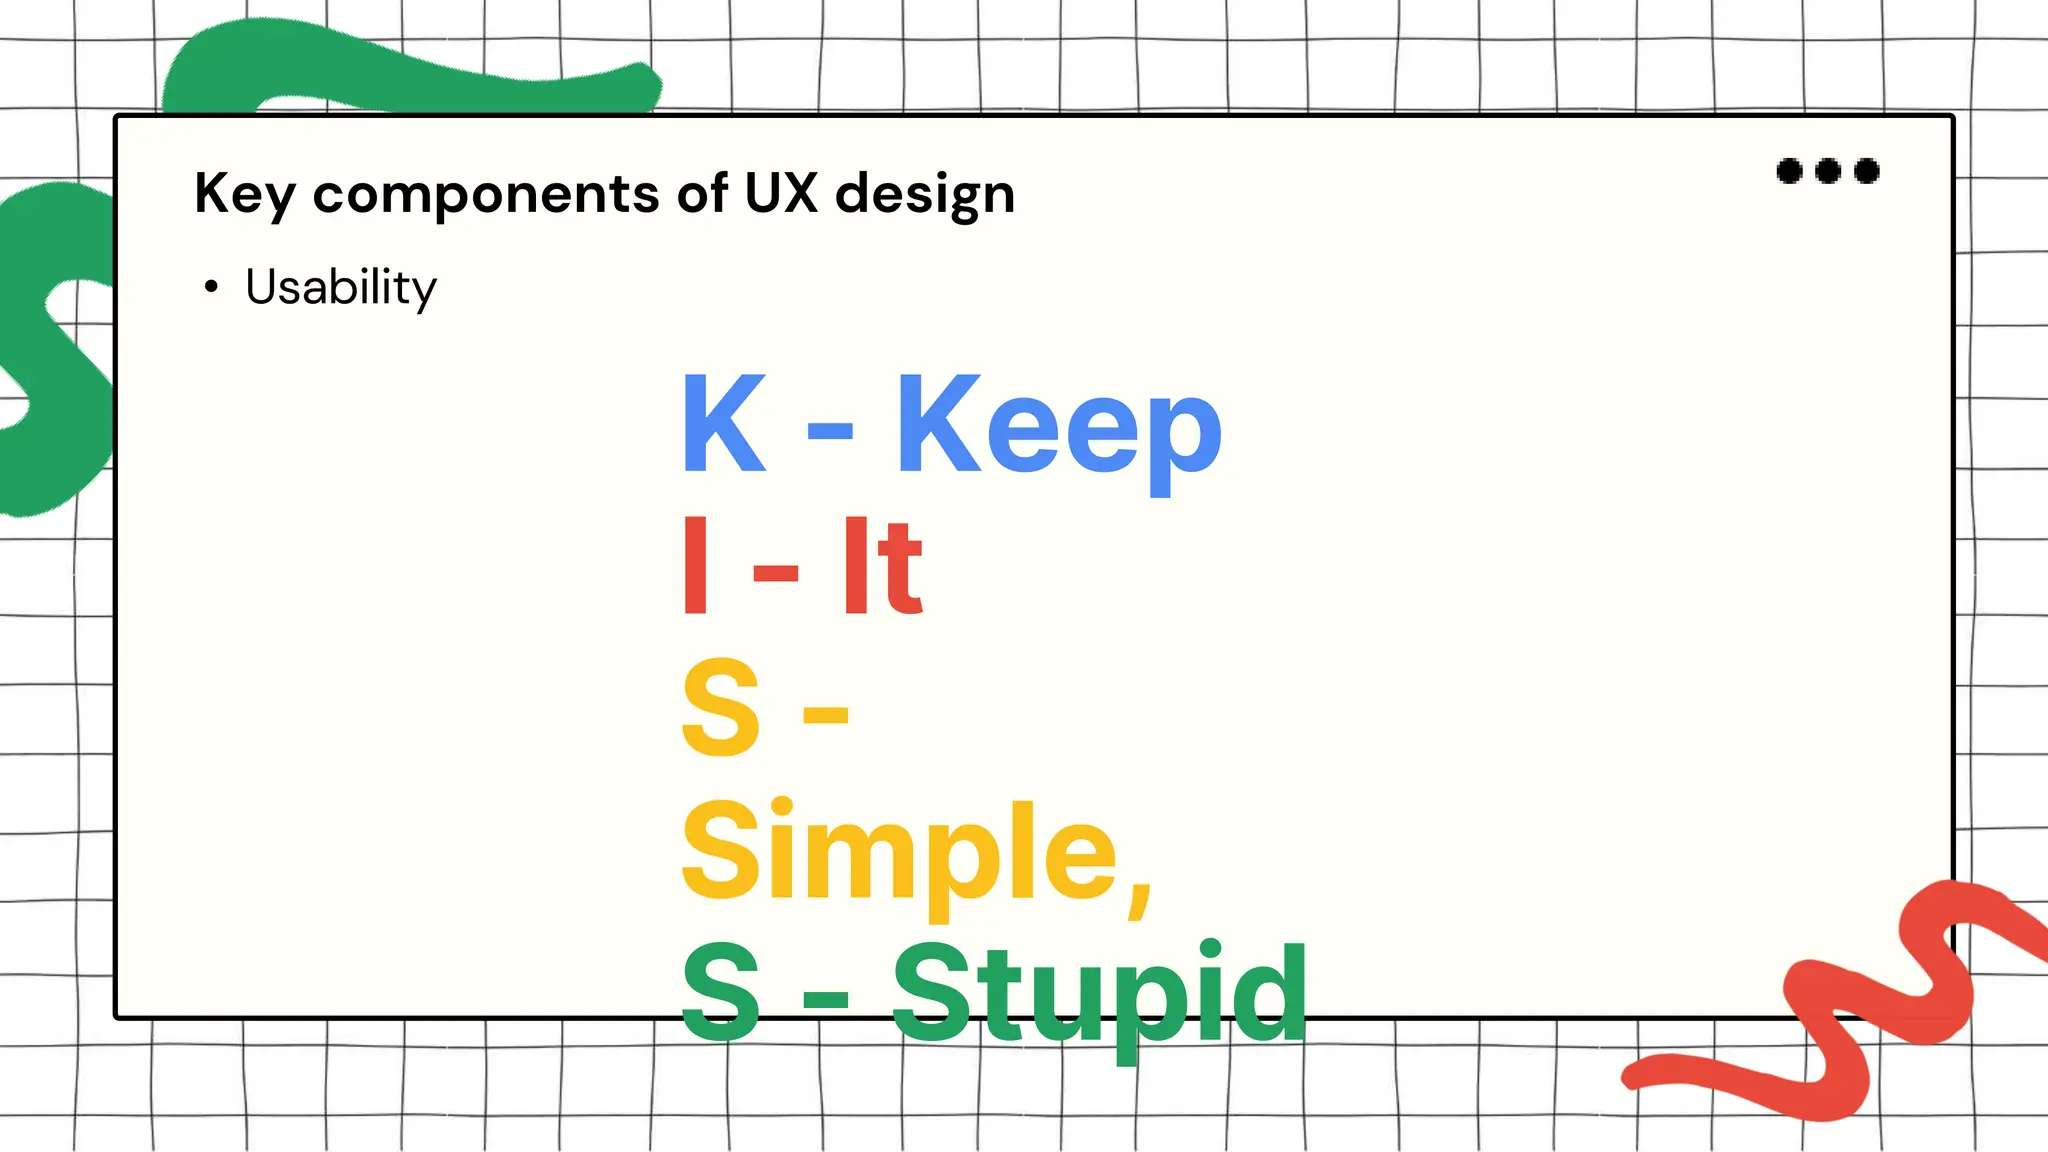 Key components of UX design
• Usability
K - Keep
I - It
S -
Simple,
S - Stupid